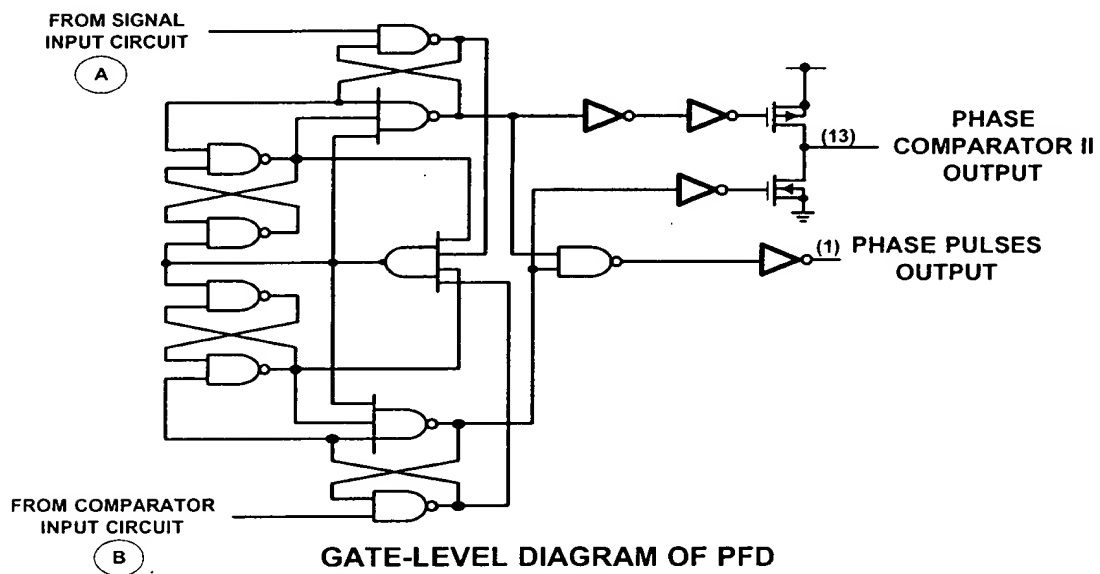 FROM SIGNAL
INPUT CIRCUIT
A
(13)
PHASE
COMPARATOR II
OUTPUT
(1)
PHASE PULSES
OUTPUT
FROM COMPARATOR
INPUT CIRCUIT
B
GATE-LEVEL DIAGRAM OF PFD